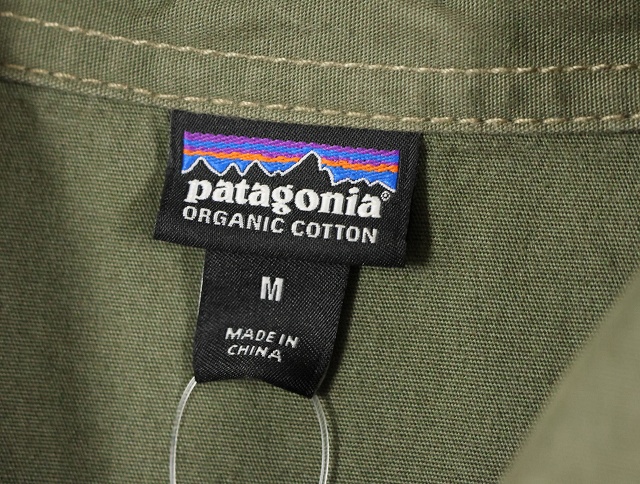 patagonia®
ORGANIC COTTON
M
MADE IN
CHINA